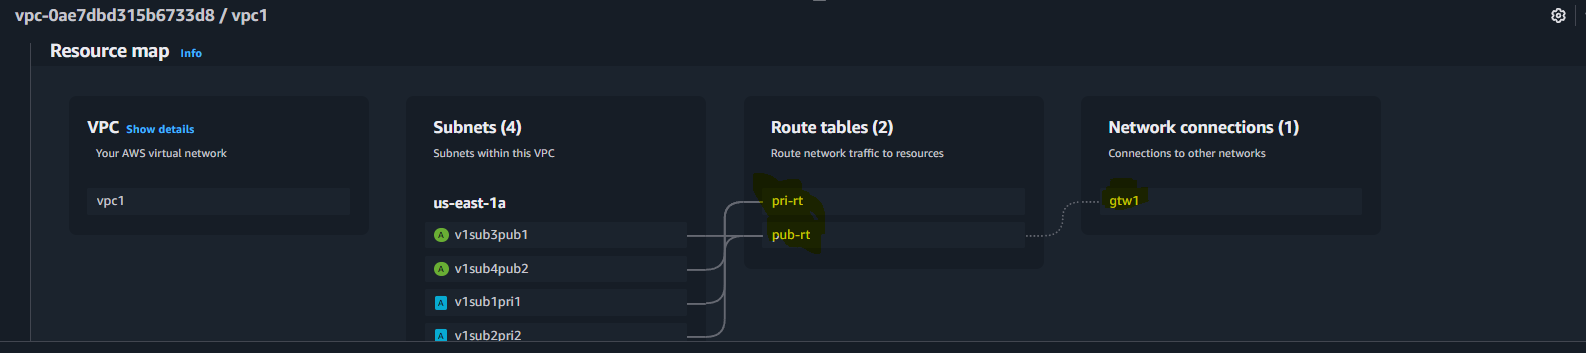 vpc-0ae7dbd315b6733d8 / vpc1
Resource map Info
VPC Show details
Your AWS virtual network
vpc1
Subnets (4)
Subnets within this VPC
us-east-1a
A v1sub3pub1
A v1sub4pub2
A v1sub1pri1
A v1sub2pri2
Route tables (2)
Route network traffic to resources
pri-rt
pub-rt
Network connections (1)
Connections to other networks
gtw1